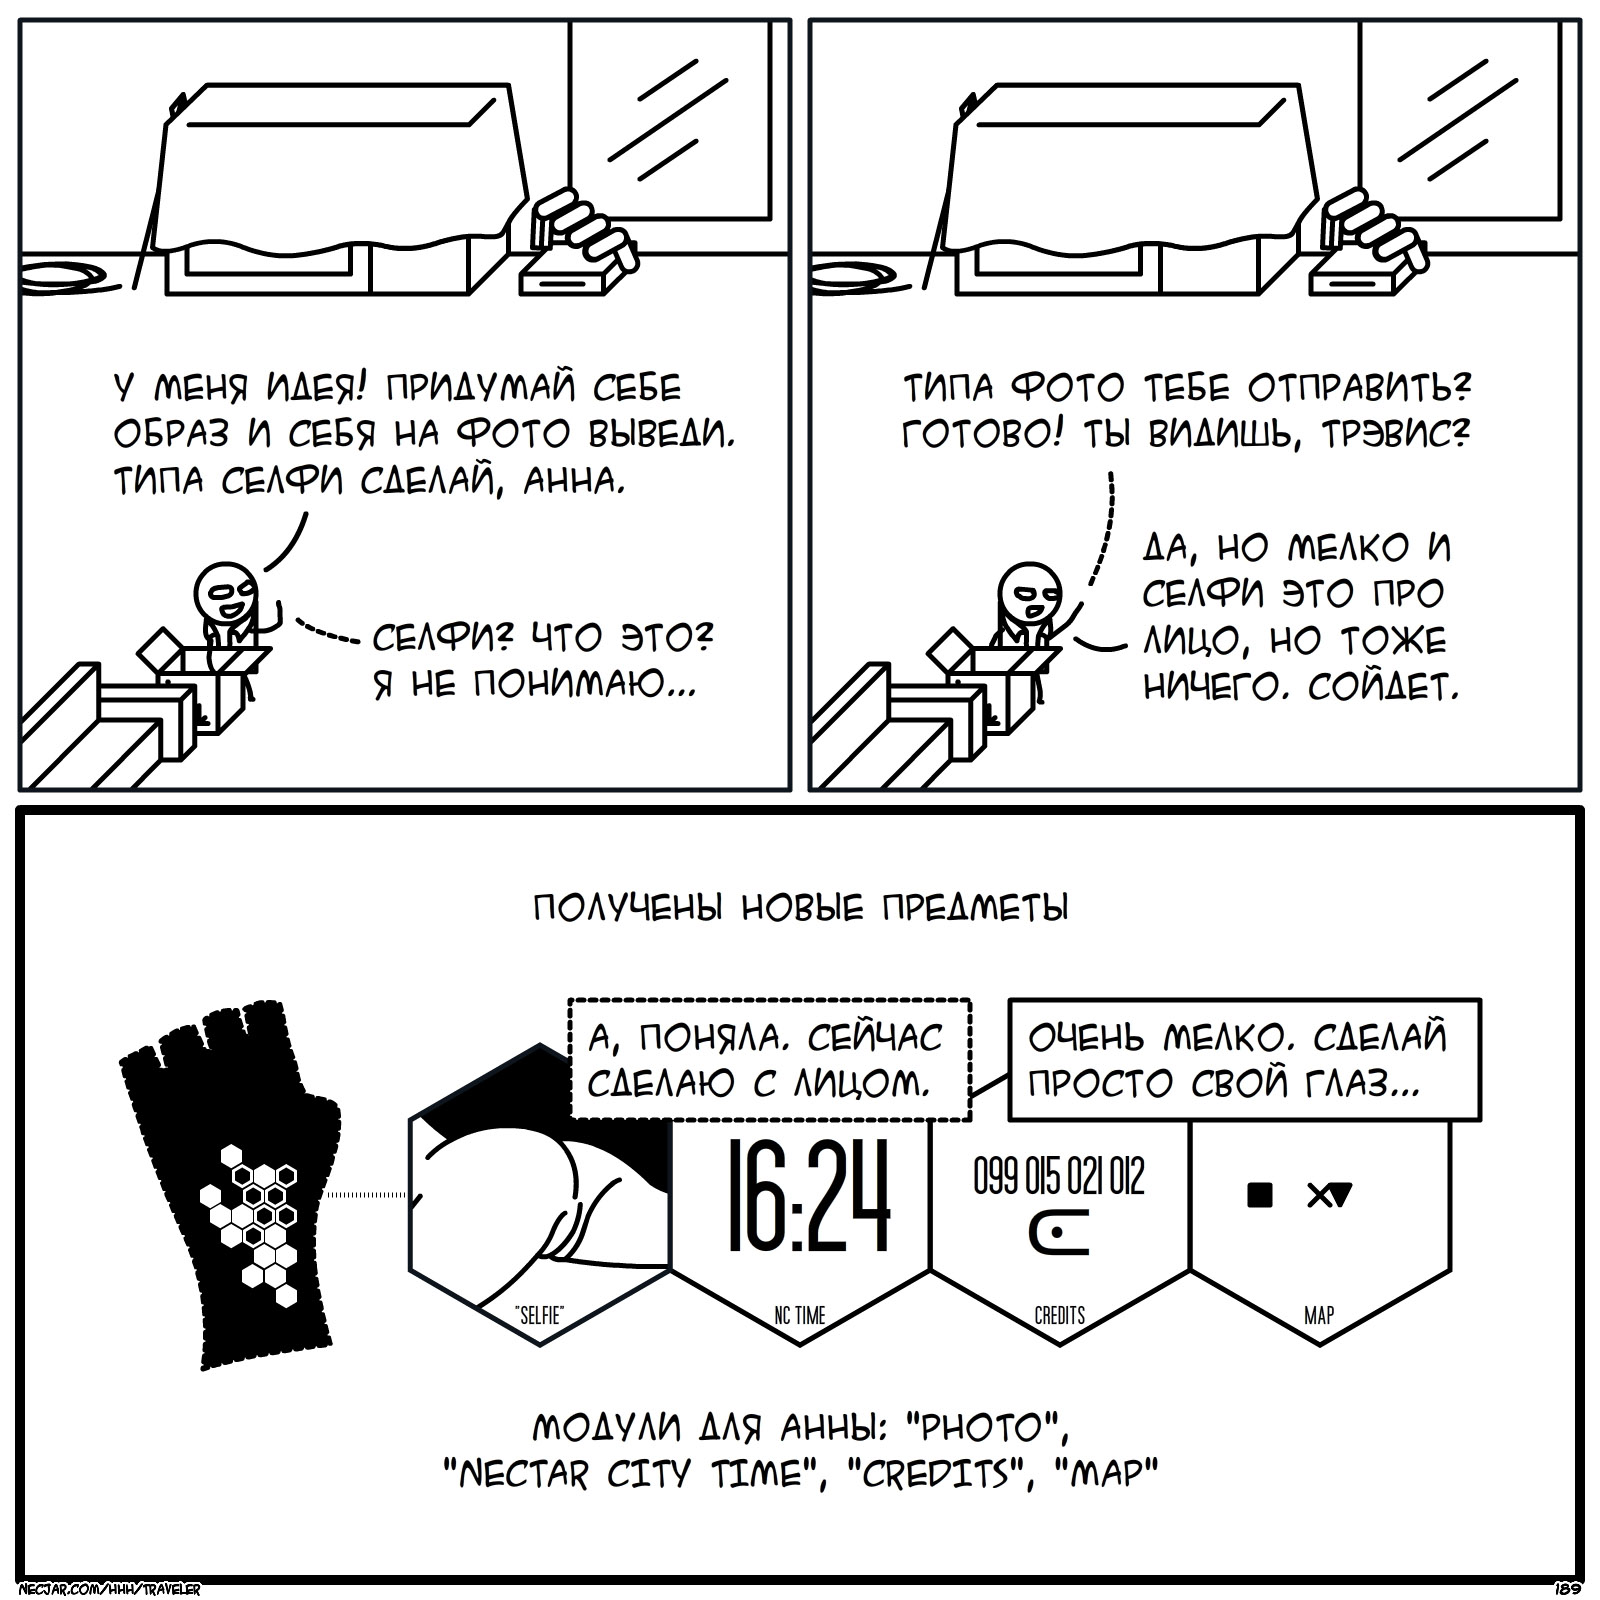 У МЕНЯ ИДЕЯ! ПРИДУМАЙ СЕБЕ
ОБРАЗ И СЕБЯ НА ФОТО ВЫВЕДИ.
ТИПА СЕЛФИ СДЕЛАЙ, АННА.
СЕЛФИ? ЧТО ЭТО?
Я НЕ ПОНИМАЮ...
ТИПА ФОТО ТЕБЕ ОТПРАВИТЬ?
ГОТОВО! ТЫ ВИДИШЬ, ТРЭВИС?
ДА, НО МЕЛКО И
СЕЛФИ ЭТО ПРО
ЛИЦО, НО ТОЖЕ
НИЧЕГО. СОЙДЕТ.
ПОЛУЧЕНЫ НОВЫЕ ПРЕДМЕТЫ
А, ПОНЯЛА. СЕЙЧАС
СДЕЛАЮ С ЛИЦОМ.
ОЧЕНЬ МЕЛКО. СДЕЛАЙ
ПРОСТО СВОЙ ГЛАЗ...
"SELFIE"
16:24
NC TIME
099 015 021 012
CREDITS
MAP
МОДУЛИ ДЛЯ АННЫ: "PHOTO",
"NECTAR CITY TIME", "CREDITS", "MAP"
NECJAR.COM/HHH/TRAVELER
189